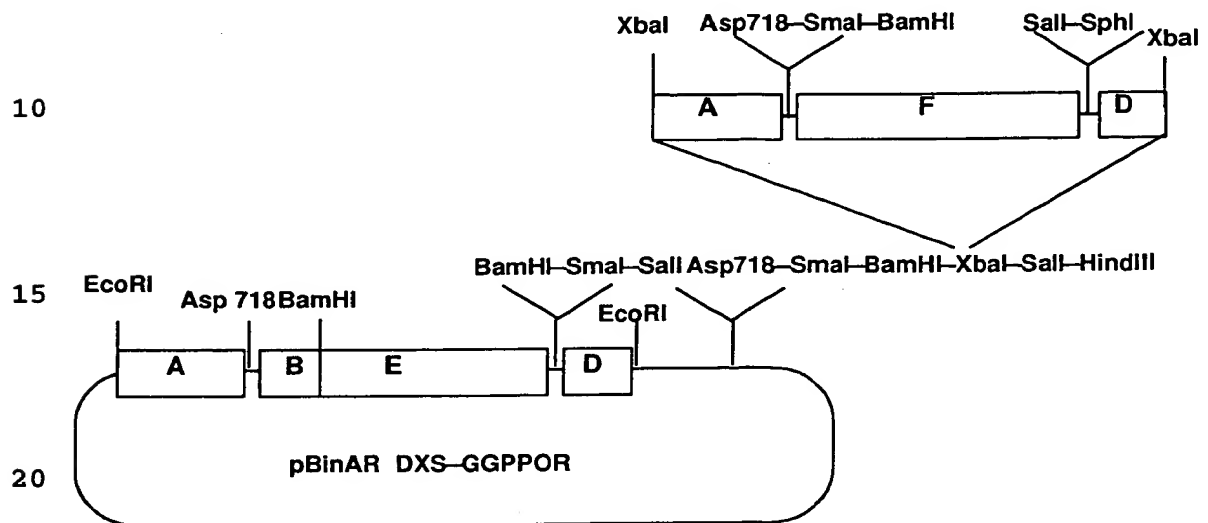 XbaI Asp718–SmaI–BamHI SalI–SphI XbaI
10 A F D
BamHI–SmaI–SalI Asp718–SmaI–BamHI–XbaI–SalI–HindIII
15 EcoRI Asp 718 BamHI EcoRI
A B E D
pBinAR DXS–GGPPOR
20